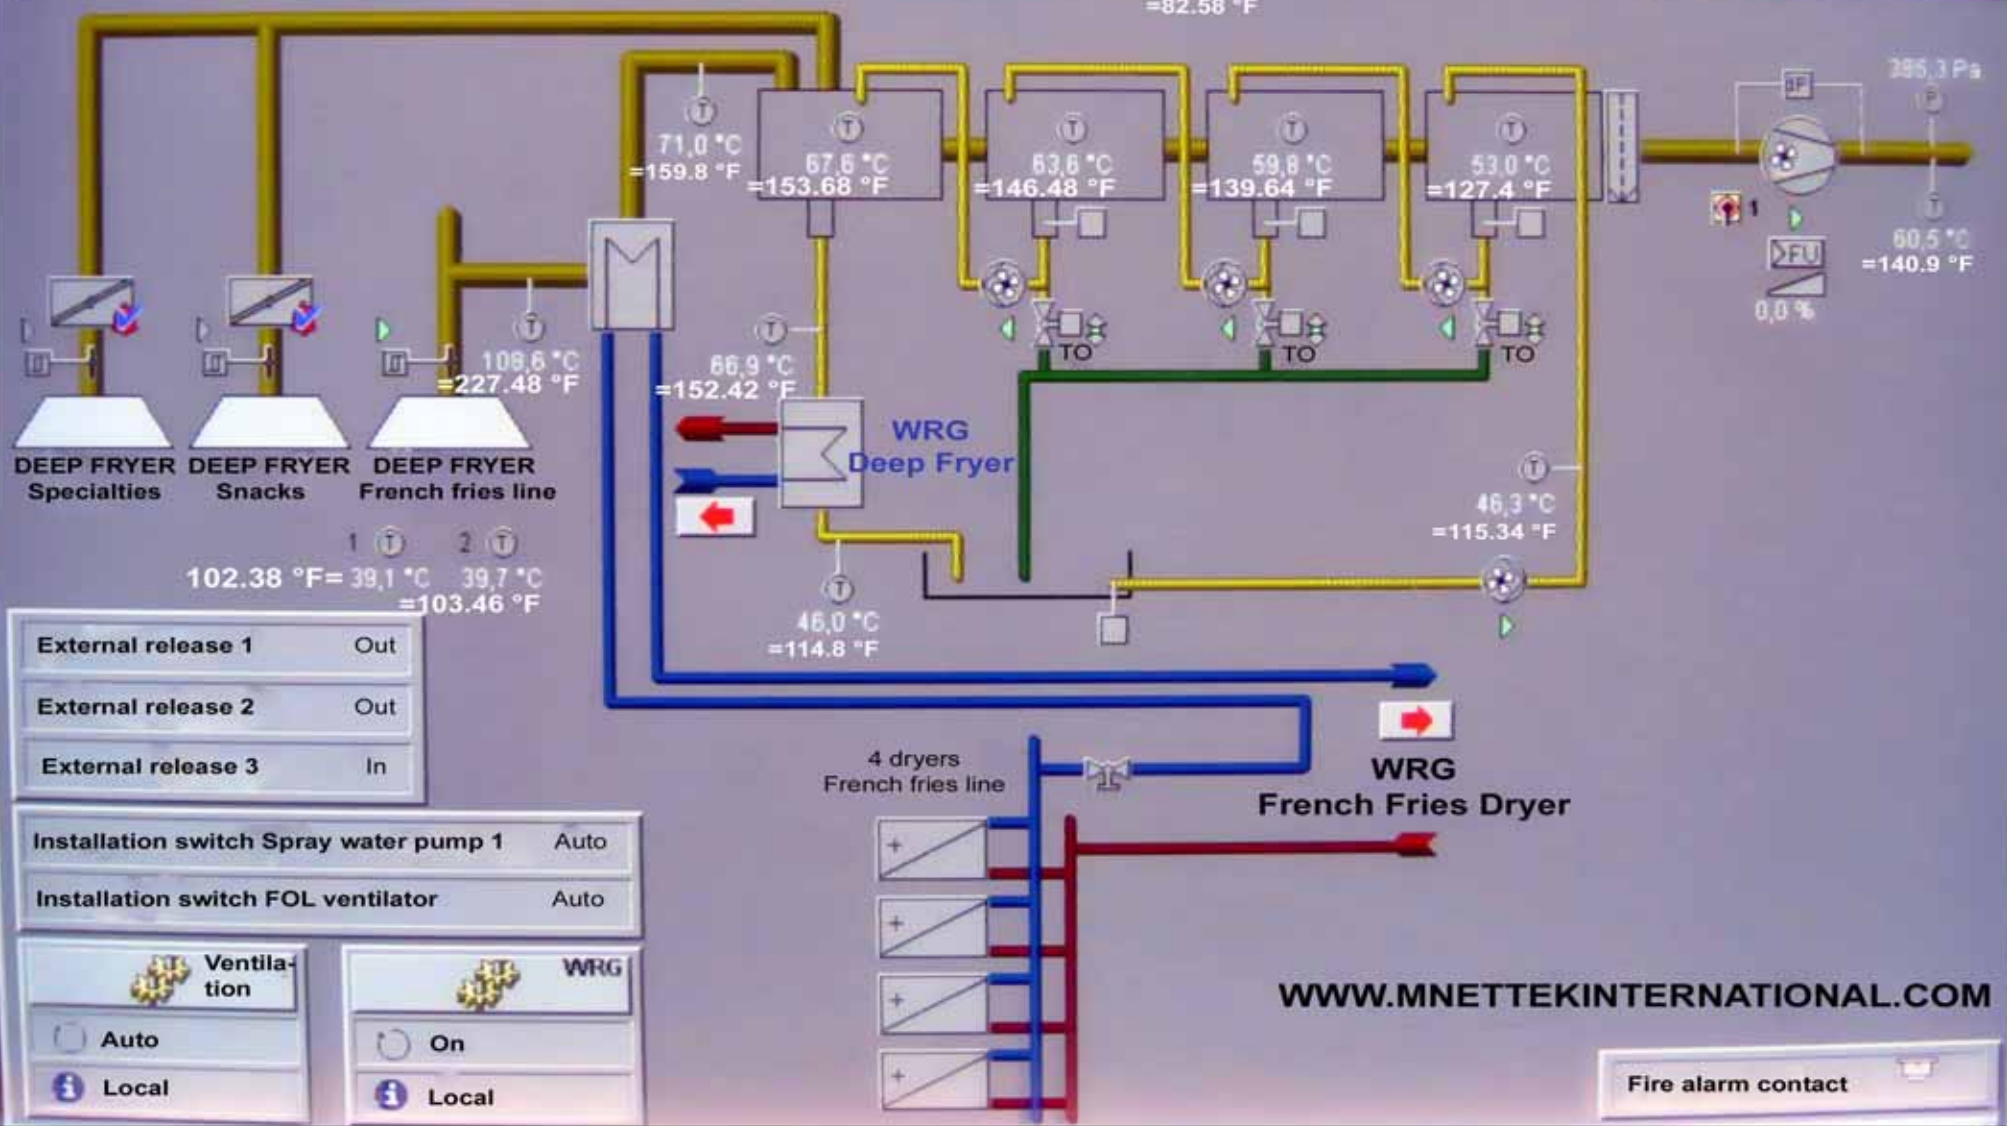 =82.58 °F
395,3 Pa
dP
P
T
71,0 °C
=159.8 °F
T
67,6 °C
=153.68 °F
T
63,6 °C
=146.48 °F
T
59,8 °C
=139.64 °F
T
53,0 °C
=127.4 °F
1
T
60,5 °C
=140.9 °F
FU
0,0 %
T
108,6 °C
=227.48 °F
T
66,9 °C
=152.42 °F
TO
TO
TO
WRG
Deep Fryer
DEEP FRYER
Specialties
DEEP FRYER
Snacks
DEEP FRYER
French fries line
1 T 2 T
102.38 °F= 39,1 °C 39,7 °C
=103.46 °F
T
46,3 °C
=115.34 °F
T
46,0 °C
=114.8 °F
External release 1 Out
External release 2 Out
External release 3 In
4 dryers
French fries line
WRG
French Fries Dryer
Installation switch Spray water pump 1 Auto
Installation switch FOL ventilator Auto
Ventila-
tion
Auto
Local
WRG
On
Local
+
+
+
+
WWW.MNETTEKINTERNATIONAL.COM
Fire alarm contact